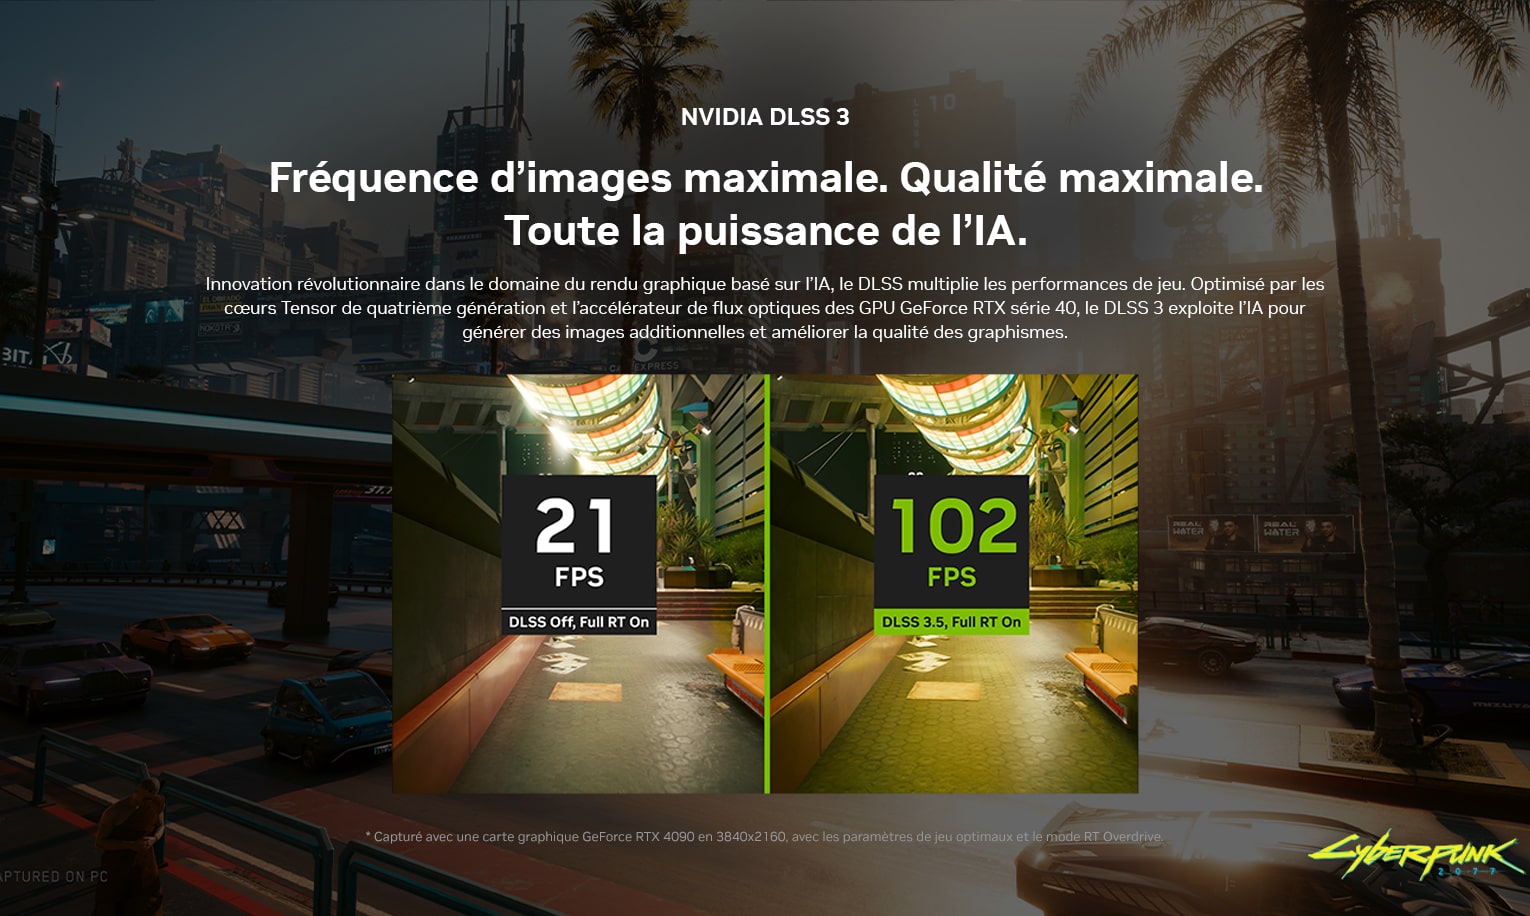 NVIDIA DLSS 3
Fréquence d’images maximale. Qualité maximale.
Toute la puissance de l’IA.
Innovation révolutionnaire dans le domaine du rendu graphique basé sur l’IA, le DLSS multiplie les performances de jeu. Optimisé par les
cœurs Tensor de quatrième génération et l’accélérateur de flux optiques des GPU GeForce RTX série 40, le DLSS 3 exploite l’IA pour
générer des images additionnelles et améliorer la qualité des graphismes.
21
FPS
DLSS Off, Full RT On
102
FPS
DLSS 3.5, Full RT On
REAL WATER
REAL WATER
* Capturé avec une carte graphique GeForce RTX 4090 en 3840x2160, avec les paramètres de jeu optimaux et le mode RT Overdrive.
CYBERPUNK
2077
APTURED ON PC